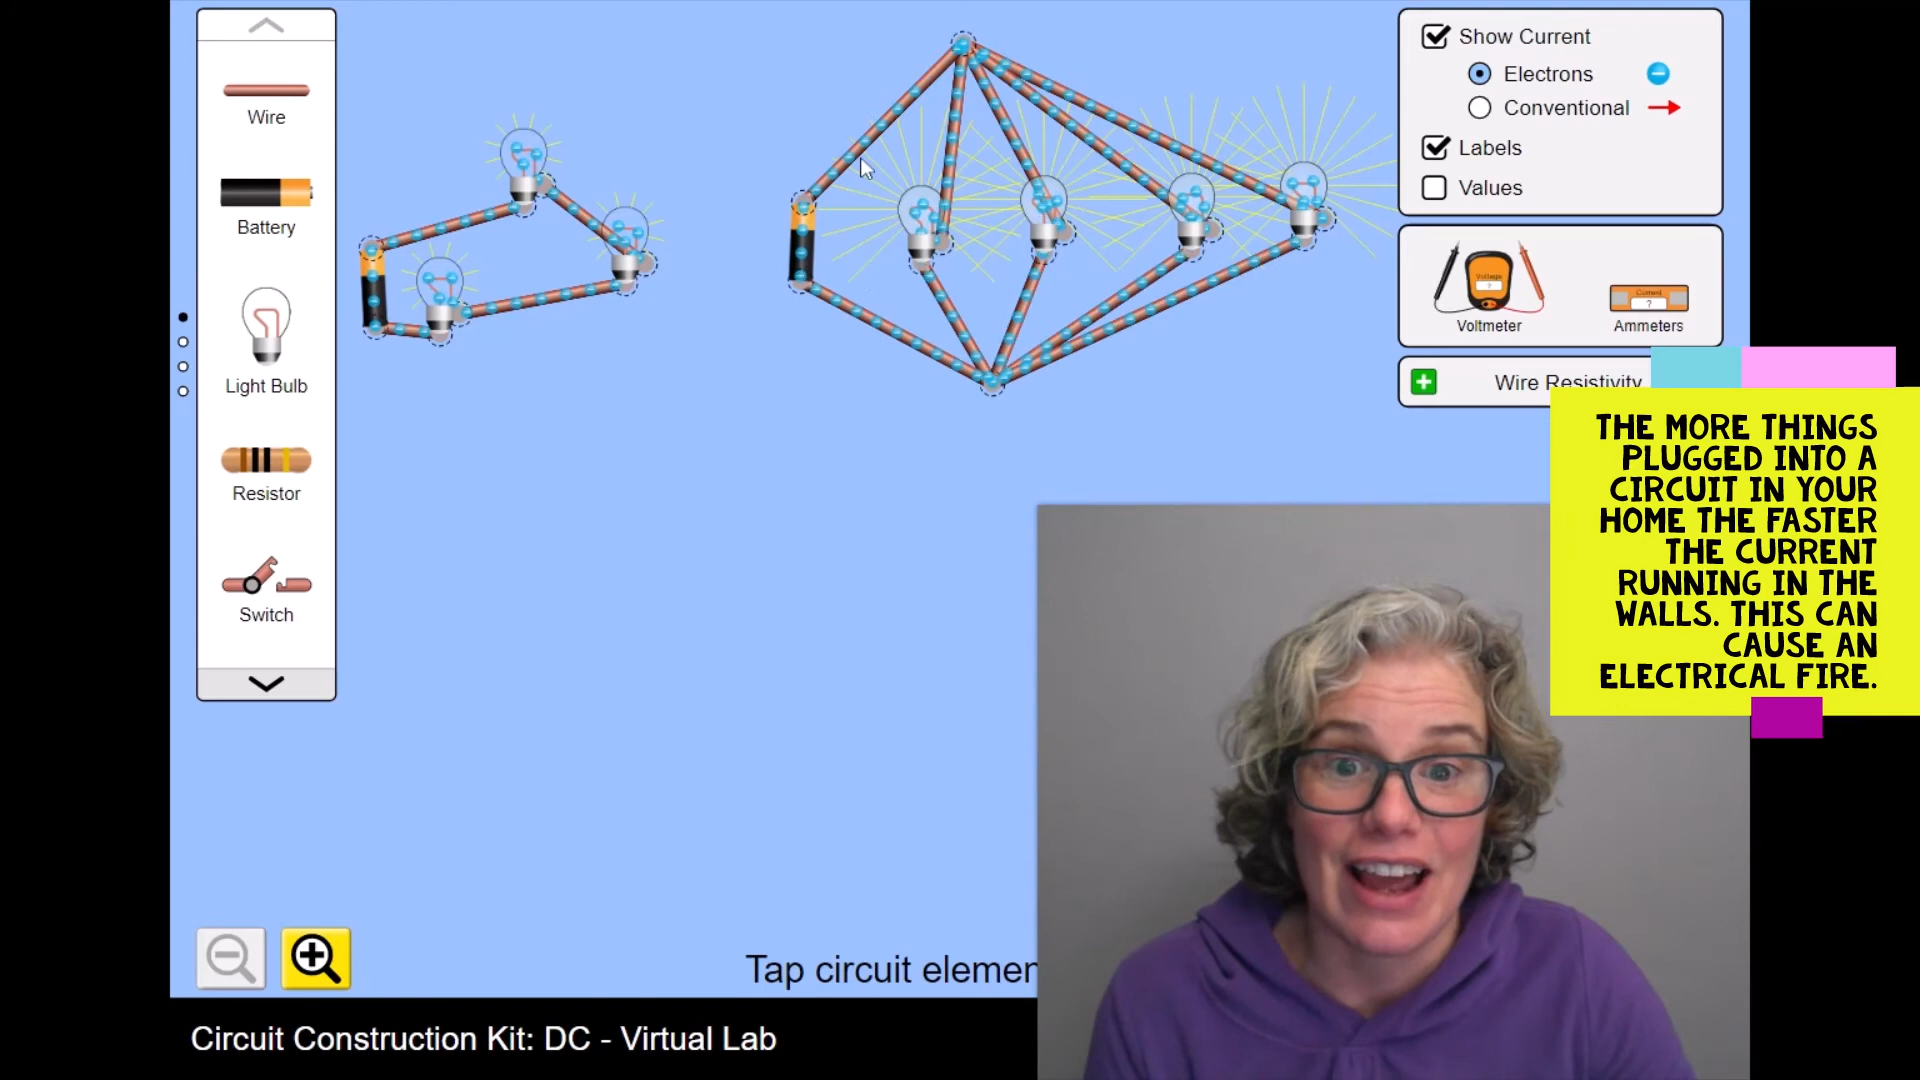 Wire
Battery
Light Bulb
Resistor
Switch
Show Current
Electrons
Conventional
Labels
Values
Voltage
?
Voltmeter
Current
?
Ammeters
Wire Resistivity
THE MORE THINGS
PLUGGED INTO A
CIRCUIT IN YOUR
HOME THE FASTER
THE CURRENT
RUNNING IN THE
WALLS. THIS CAN
CAUSE AN
ELECTRICAL FIRE.
Tap circuit elemen
Circuit Construction Kit: DC - Virtual Lab